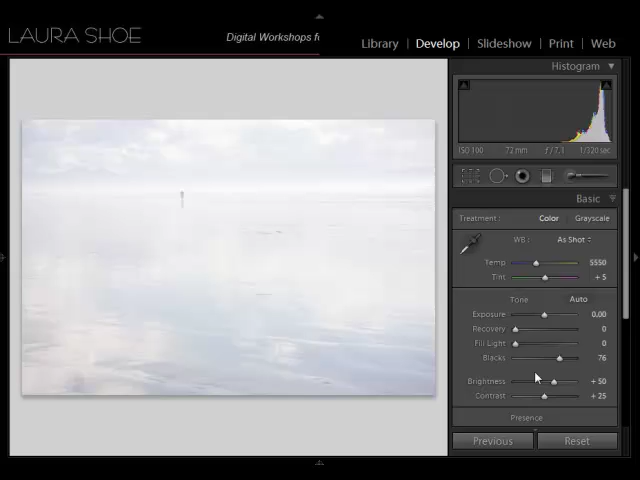 LAURA SHOE
Digital Workshops
Library | Develop | Slideshow | Print | Web
Histogram
ISO 100 72 mm f / 7.1 1/320 sec
Basic
Treatment : Color Grayscale
WB : As Shot
Temp 5550
Tint + 5
Tone Auto
Exposure 0.00
Recovery 0
Fill Light 0
Blacks 76
Brightness + 50
Contrast + 25
Presence
Previous Reset